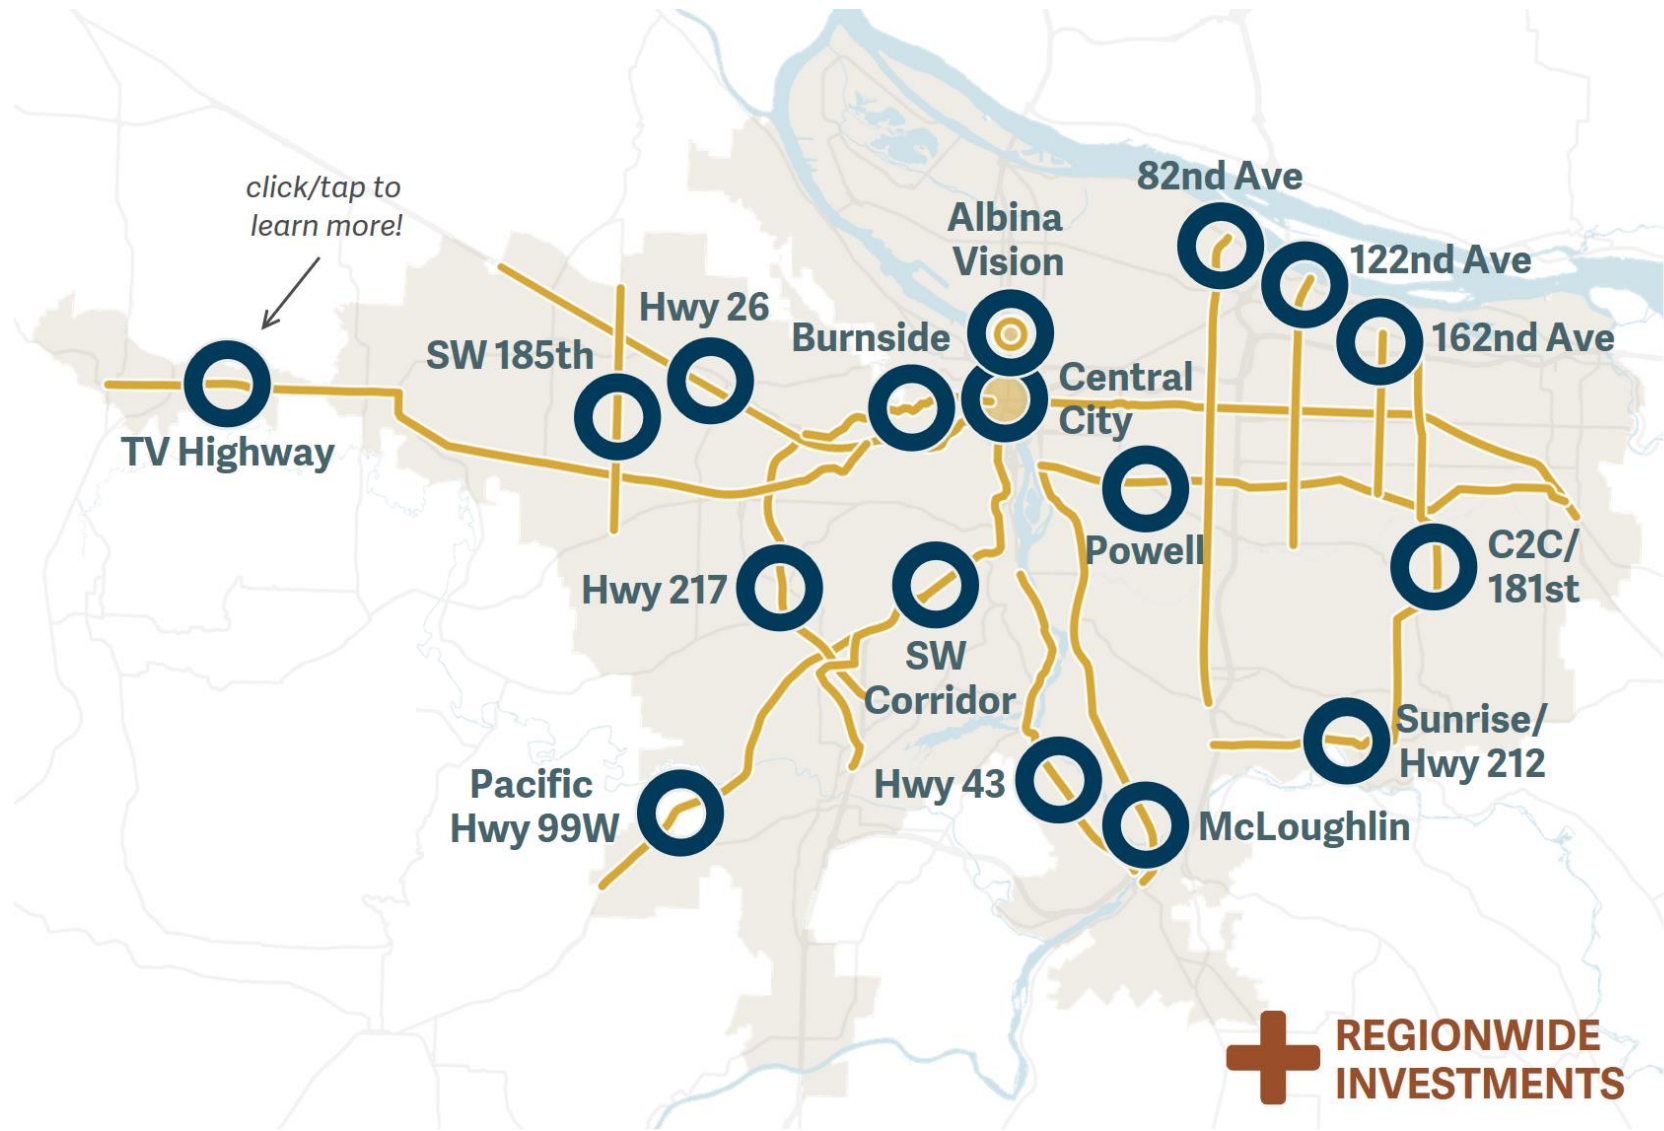 82nd Ave
click/tap to
learn more!
Albina
Vision
122nd Ave
Hwy 26
Burnside
162nd Ave
SW 185th
Central
City
TV Highway
Powell
C2C/
181st
Hwy 217
SW
Corridor
Sunrise/
Hwy 212
Pacific
Hwy 99W
Hwy 43
McLoughlin
REGIONWIDE
INVESTMENTS